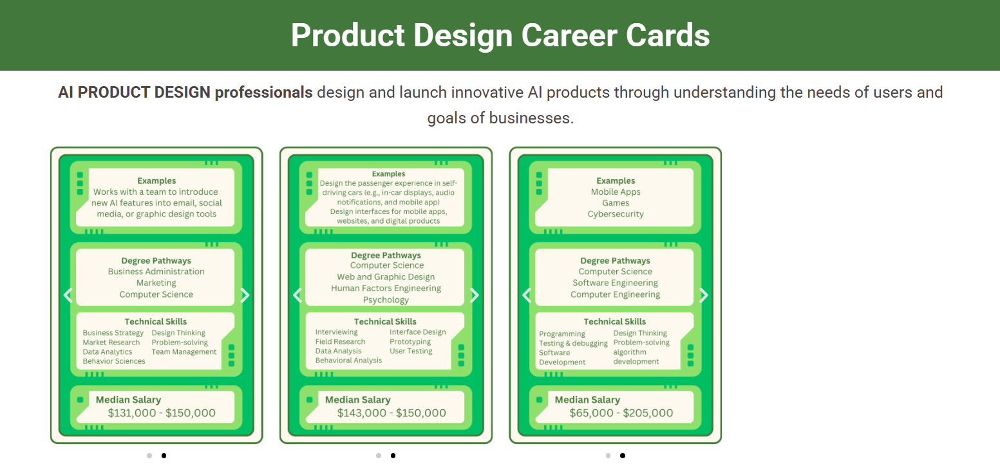 Product Design Career Cards
AI PRODUCT DESIGN professionals design and launch innovative AI products through understanding the needs of users and
goals of businesses.
Examples
Works with a team to introduce
new AI features into email, social
media, or graphic design tools
Degree Pathways
Business Administration
Marketing
Computer Science
Technical Skills
Business Strategy
Market Research
Data Analytics
Behavior Sciences
Design Thinking
Problem-solving
Team Management
Median Salary
$131,000 - $150,000
Examples
Design the passenger experience in self-
driving cars (e.g., in-car displays, audio
notifications, and mobile app)
Design interfaces for mobile apps,
websites, and digital products
Degree Pathways
Computer Science
Web and Graphic Design
Human Factors Engineering
Psychology
Technical Skills
Interviewing
Field Research
Data Analysis
Behavioral Analysis
Interface Design
Prototyping
User Testing
Median Salary
$143,000 - $150,000
Examples
Mobile Apps
Games
Cybersecurity
Degree Pathways
Computer Science
Software Engineering
Computer Engineering
Technical Skills
Programming
Testing & debugging
Software
Development
Design Thinking
Problem-solving
algorithm
development
Median Salary
$65,000 - $205,000